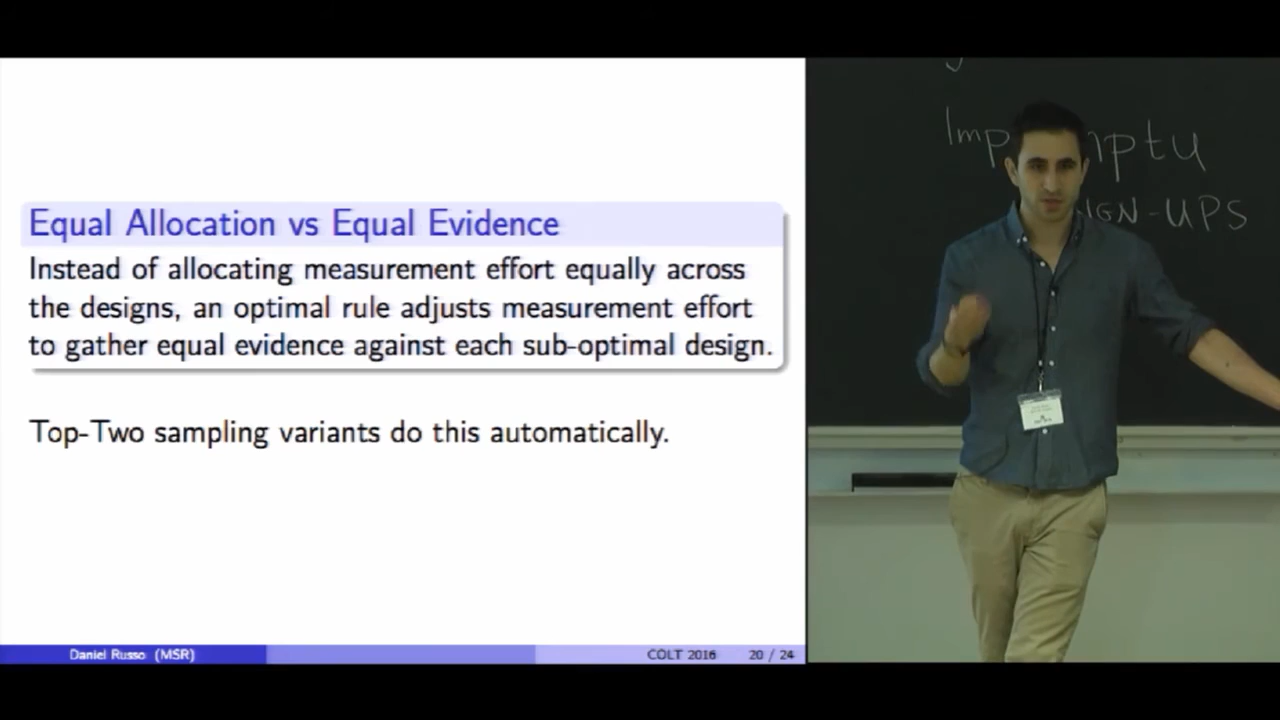 Equal Allocation vs Equal Evidence
Instead of allocating measurement effort equally across
the designs, an optimal rule adjusts measurement effort
to gather equal evidence against each sub-optimal design.
Top-Two sampling variants do this automatically.
Daniel Russo (MSR)
COLT 2016 20 / 24